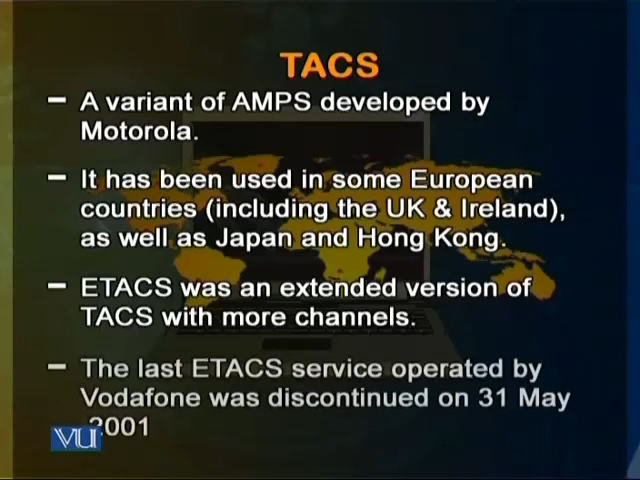 TACS
– A variant of AMPS developed by
Motorola.
– It has been used in some European
countries (including the UK & Ireland),
as well as Japan and Hong Kong.
– ETACS was an extended version of
TACS with more channels.
– The last ETACS service operated by
Vodafone was discontinued on 31 May
2001
VU